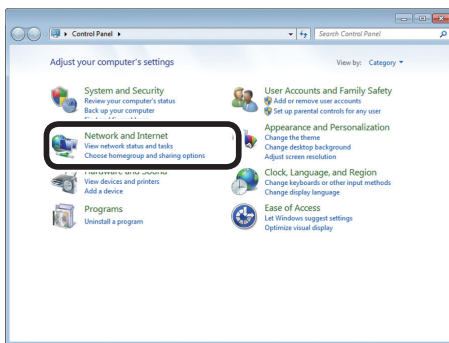 Control Panel
Search Control Panel
Adjust your computer's settings
View by: Category
System and Security
Review your computer's status
Back up your computer
Network and Internet
View network status and tasks
Choose homegroup and sharing options
Hardware and Sound
View devices and printers
Add a device
Programs
Uninstall a program
User Accounts and Family Safety
Add or remove user accounts
Set up parental controls for any user
Appearance and Personalization
Change the theme
Change desktop background
Adjust screen resolution
Clock, Language, and Region
Change keyboards or other input methods
Change display language
Ease of Access
Let Windows suggest settings
Optimize visual display